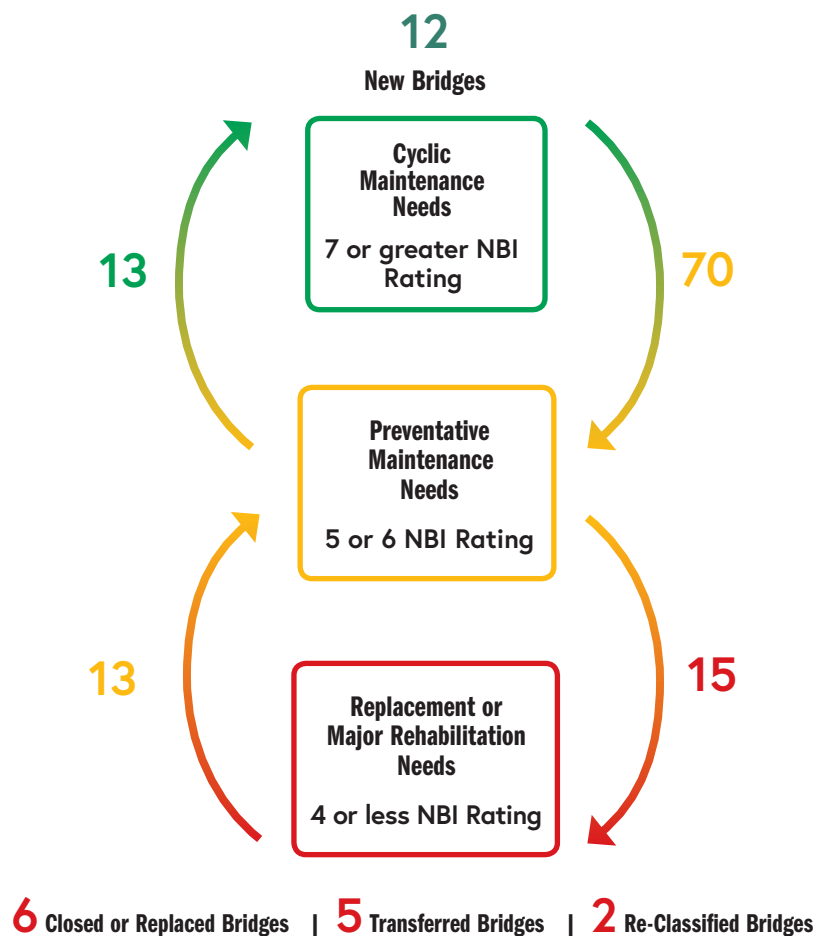 12
New Bridges
Cyclic
Maintenance
Needs
7 or greater NBI
Rating
13
70
Preventative
Maintenance
Needs
5 or 6 NBI Rating
13
15
Replacement or
Major Rehabilitation
Needs
4 or less NBI Rating
6 Closed or Replaced Bridges | 5 Transferred Bridges | 2 Re-Classified Bridges